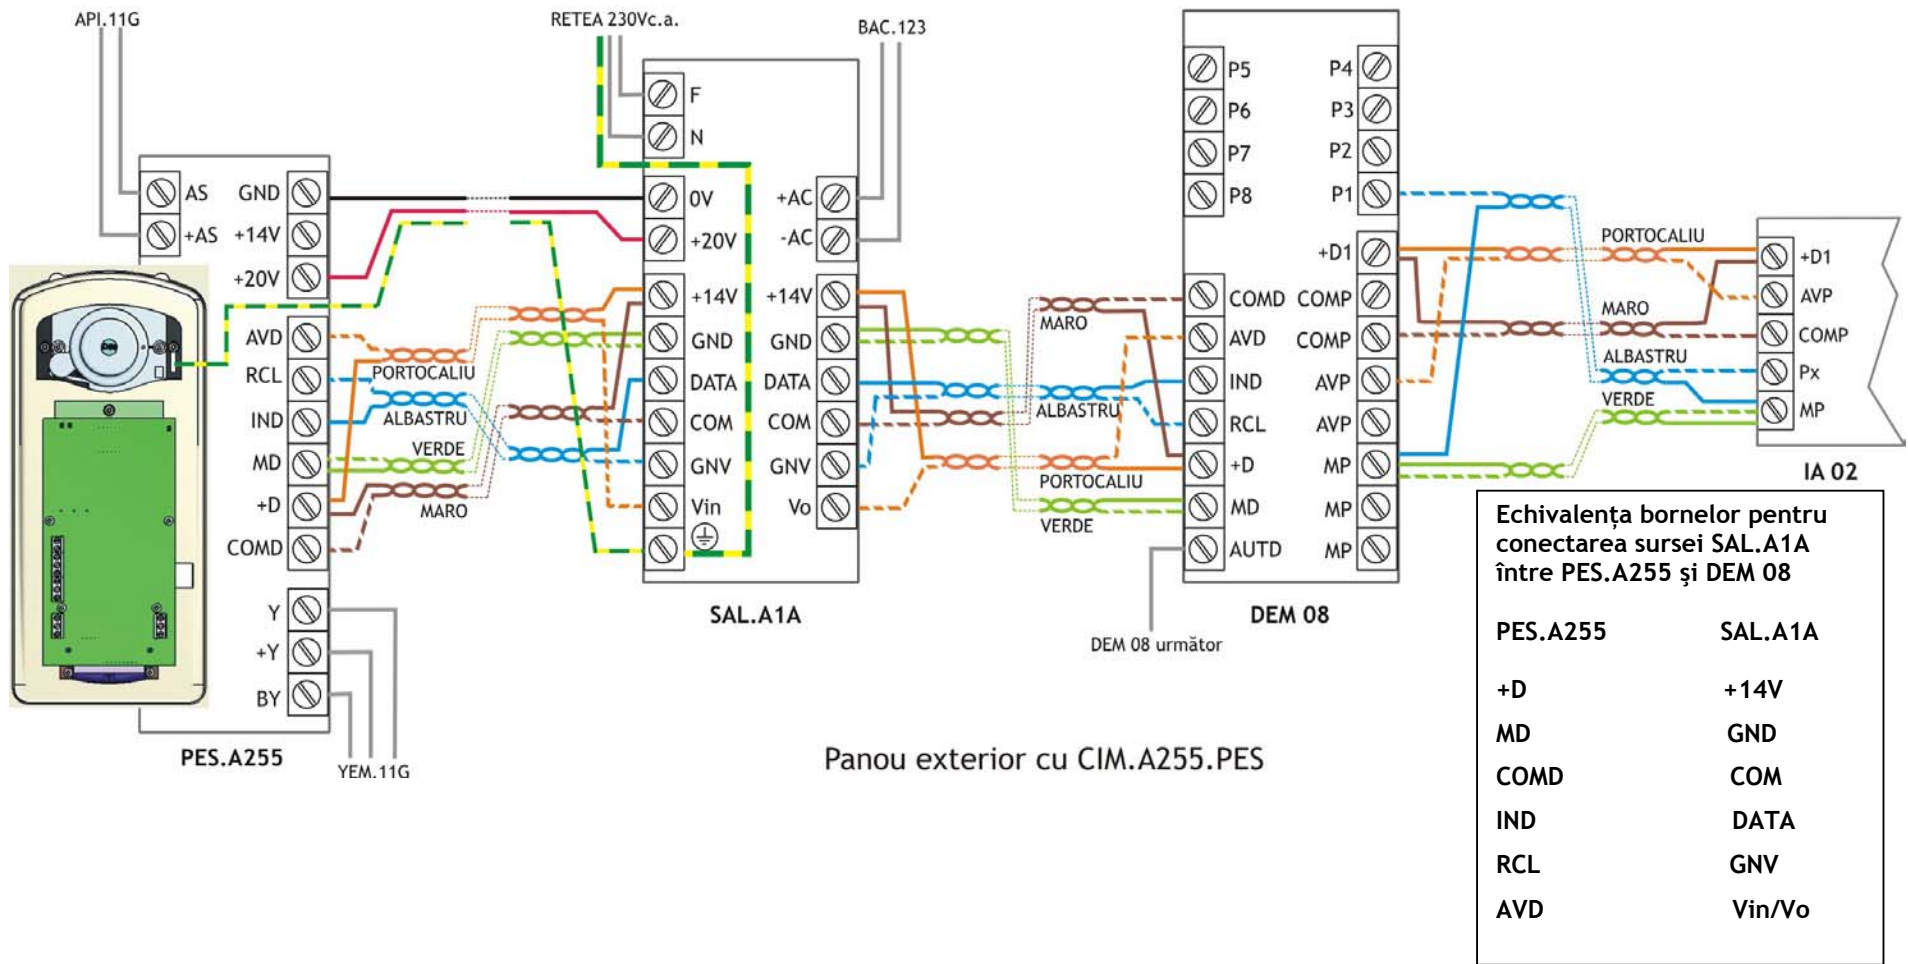 API.11G
RETEA 230Vc.a.
BAC.123
AS
+AS
GND
+14V
+20V
AVD
RCL
IND
MD
+D
COMD
Y
+Y
BY
PES.A255
YEM.11G
PORTOCALIU
ALBASTRU
VERDE
MARO
F
N
0V
+20V
+14V
GND
DATA
COM
GNV
Vin
+AC
-AC
+14V
GND
DATA
COM
GNV
Vo
SAL.A1A
MARO
ALBASTRU
PORTOCALIU
VERDE
P5
P6
P7
P8
COMD
AVD
IND
RCL
+D
MD
AUTD
P4
P3
P2
P1
+D1
COMP
COMP
AVP
AVP
MP
MP
MP
DEM 08
DEM 08 următor
PORTOCALIU
MARO
ALBASTRU
VERDE
+D1
AVP
COMP
Px
MP
IA 02
Panou exterior cu CIM.A255.PES
Echivalența bornelor pentru
conectarea sursei SAL.A1A
între PES.A255 și DEM 08
PES.A255 SAL.A1A
+D +14V
MD GND
COMD COM
IND DATA
RCL GNV
AVD Vin/Vo